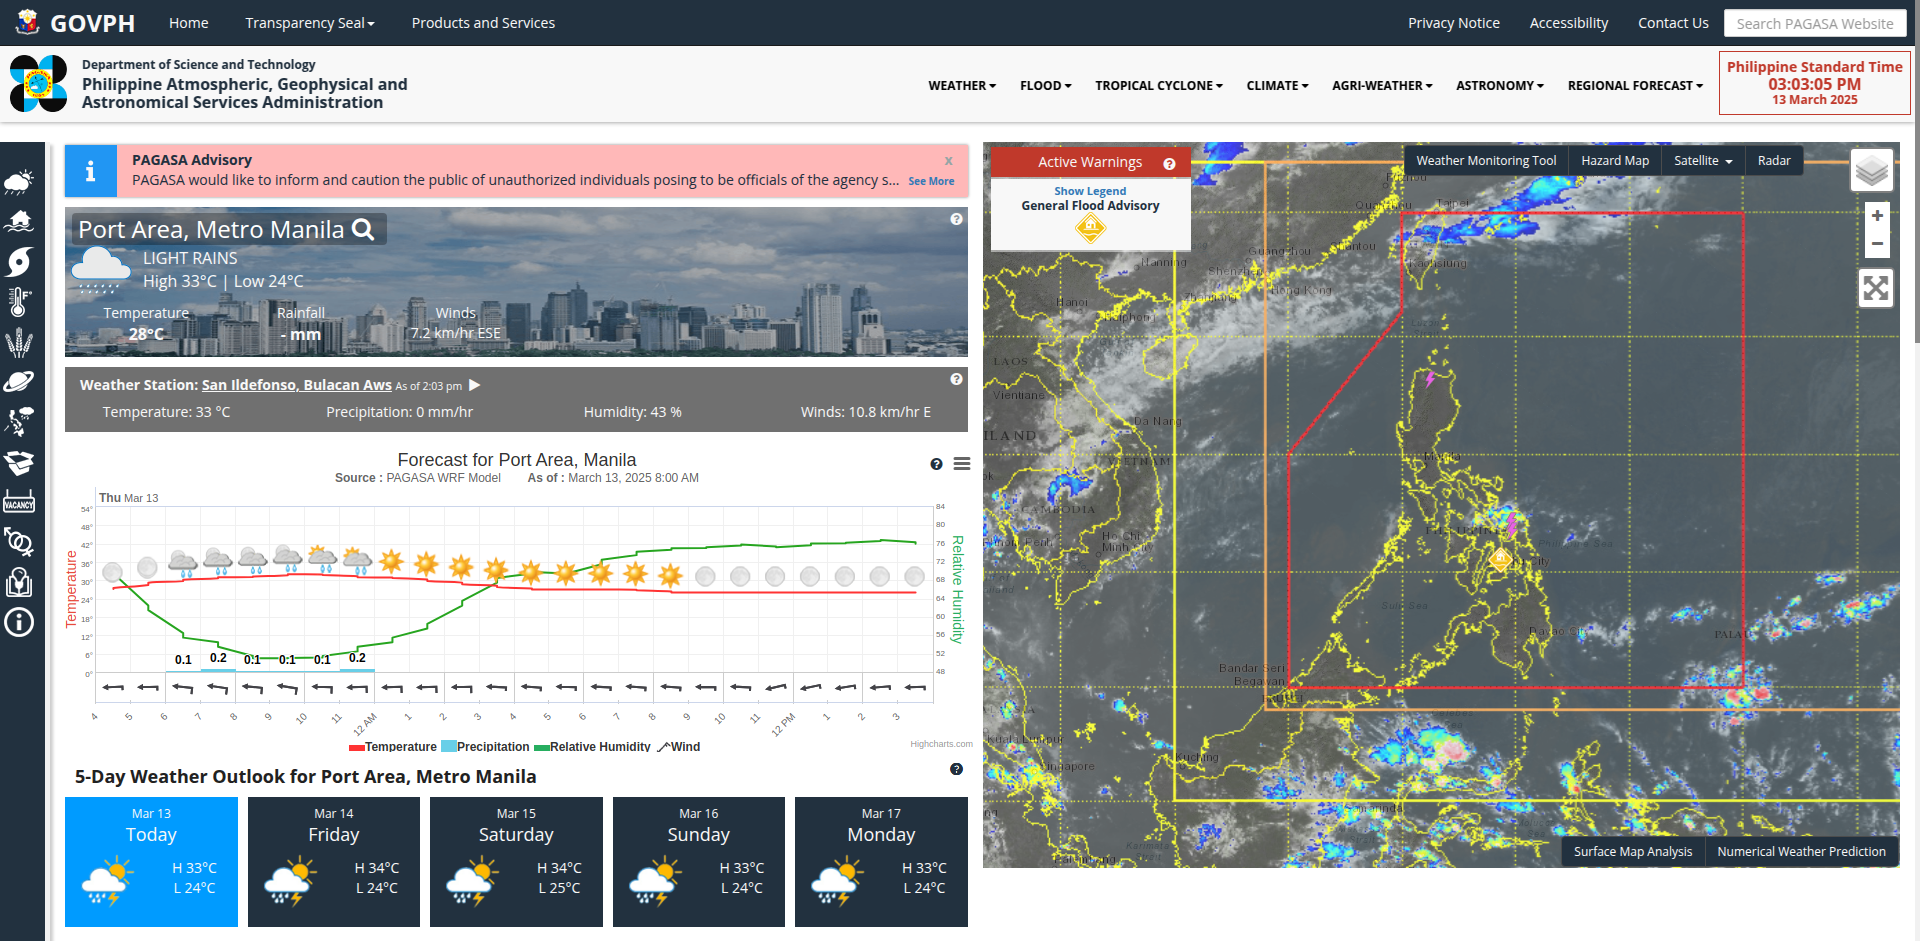 GOVPH
Home
Transparency Seal
Products and Services
Privacy Notice
Accessibility
Contact Us
Search PAGASA Website
Department of Science and Technology
Philippine Atmospheric, Geophysical and
Astronomical Services Administration
WEATHER
FLOOD
TROPICAL CYCLONE
CLIMATE
AGRI-WEATHER
ASTRONOMY
REGIONAL FORECAST
Philippine Standard Time
03:03:05 PM
13 March 2025
PAGASA Advisory
x
PAGASA would like to inform and caution the public of unauthorized individuals posing to be officials of the agency s... See More
Port Area, Metro Manila
LIGHT RAINS
High 33°C | Low 24°C
Temperature
28°C
Rainfall
- mm
Winds
7.2 km/hr ESE
Weather Station: San Ildefonso, Bulacan Aws As of 2:03 pm
Temperature: 33 °C
Precipitation: 0 mm/hr
Humidity: 43 %
Winds: 10.8 km/hr E
Forecast for Port Area, Manila
Source : PAGASA WRF Model As of : March 13, 2025 8:00 AM
Thu Mar 13
54°
48°
42°
36°
30°
24°
18°
12°
6°
0°
Temperature
84
80
76
72
68
64
60
56
52
48
Relative Humidity
0.1
0.2
0.1
0.1
0.1
0.2
4
5
6
7
8
9
10
11
12 AM
1
2
3
4
5
6
7
8
9
10
11
12 PM
1
2
3
Temperature
Precipitation
Relative Humidity
Wind
Highcharts.com
5-Day Weather Outlook for Port Area, Metro Manila
Mar 13
Today
H 33°C
L 24°C
Mar 14
Friday
H 34°C
L 24°C
Mar 15
Saturday
H 34°C
L 25°C
Mar 16
Sunday
H 33°C
L 24°C
Mar 17
Monday
H 33°C
L 24°C
VACANCY
Active Warnings
Show Legend
General Flood Advisory
Weather Monitoring Tool
Hazard Map
Satellite
Radar
+
−
Taipei
Guangzhou
Shenzhen
Hong Kong
Kaohsiung
Nanning
Hanoi
LAOS
Vientiane
Da Nang
VIETNAM
CAMBODIA
Ho Chi
Minh City
Manila
Philippine Sea
Sulu Sea
Davao City
Bandar Seri
Begawan
Kuala Lumpur
Singapore
Kuching
Samarinda
Karimata
Surface Map Analysis
Numerical Weather Prediction